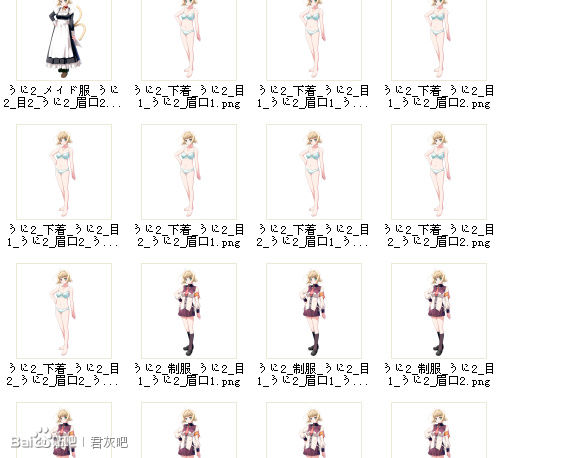 うに2_メイド服_うに
2_目2_うに2_眉口2...
うに2_下着_うに2_目
1_うに2_眉口1.png
うに2_下着_うに2_目
1_うに2_眉口1_う...
うに2_下着_うに2_目
1_うに2_眉口2.png
うに2_下着_うに2_目
1_うに2_眉口2_う...
うに2_下着_うに2_目
2_うに2_眉口1.png
うに2_下着_うに2_目
2_うに2_眉口1_う...
うに2_下着_うに2_目
2_うに2_眉口2.png
うに2_下着_うに2_目
2_うに2_眉口2_う...
うに2_制服_うに2_目
1_うに2_眉口1.png
うに2_制服_うに2_目
1_うに2_眉口1_う...
うに2_制服_うに2_目
1_うに2_眉口2.png
Bai 贴吧 | 君灰吧